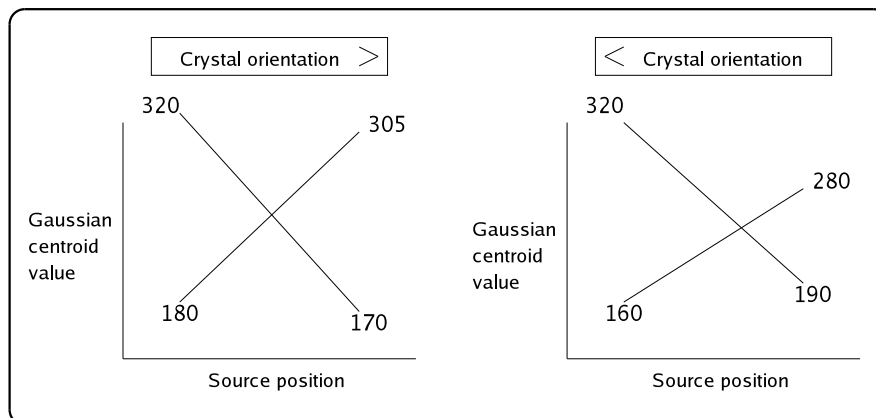 Crystal orientation >
320
305
Gaussian
centroid
value
180
170
Source position
< Crystal orientation
320
280
Gaussian
centroid
value
160
190
Source position